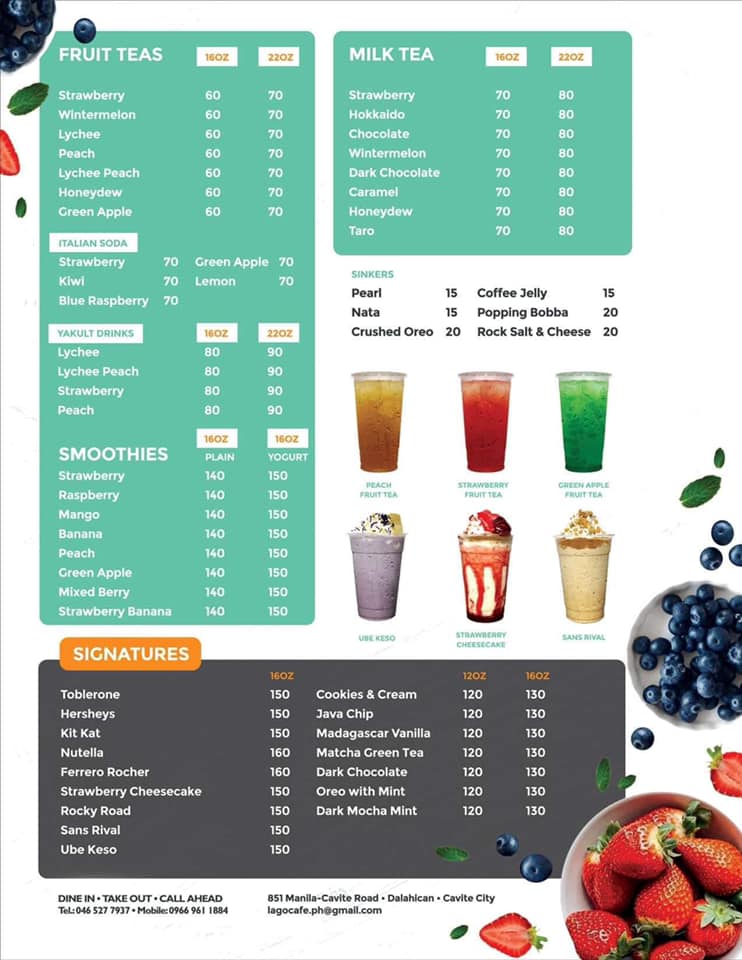 FRUIT TEAS 16OZ 22OZ
Strawberry 60 70
Wintermelon 60 70
Lychee 60 70
Peach 60 70
Lychee Peach 60 70
Honeydew 60 70
Green Apple 60 70
ITALIAN SODA
Strawberry 70 Green Apple 70
Kiwi 70 Lemon 70
Blue Raspberry 70
YAKULT DRINKS 16OZ 22OZ
Lychee 80 90
Lychee Peach 80 90
Strawberry 80 90
Peach 80 90
16OZ 16OZ
SMOOTHIES PLAIN YOGURT
Strawberry 140 150
Raspberry 140 150
Mango 140 150
Banana 140 150
Peach 140 150
Green Apple 140 150
Mixed Berry 140 150
Strawberry Banana 140 150
MILK TEA 16OZ 22OZ
Strawberry 70 80
Hokkaido 70 80
Chocolate 70 80
Wintermelon 70 80
Dark Chocolate 70 80
Caramel 70 80
Honeydew 70 80
Taro 70 80
SINKERS
Pearl 15 Coffee Jelly 15
Nata 15 Popping Bobba 20
Crushed Oreo 20 Rock Salt & Cheese 20
PEACH
FRUIT TEA
STRAWBERRY
FRUIT TEA
GREEN APPLE
FRUIT TEA
UBE KESO
STRAWBERRY
CHEESECAKE
SANS RIVAL
SIGNATURES
16OZ 12OZ 16OZ
Toblerone 150 Cookies & Cream 120 130
Hersheys 150 Java Chip 120 130
Kit Kat 150 Madagascar Vanilla 120 130
Nutella 160 Matcha Green Tea 120 130
Ferrero Rocher 160 Dark Chocolate 120 130
Strawberry Cheesecake 150 Oreo with Mint 120 130
Rocky Road 150 Dark Mocha Mint 120 130
Sans Rival 150
Ube Keso 150
DINE IN • TAKE OUT • CALL AHEAD
Tel.: 046 527 7937 • Mobile: 0966 961 1884
851 Manila-Cavite Road • Dalahican • Cavite City
lagocafe.ph@gmail.com